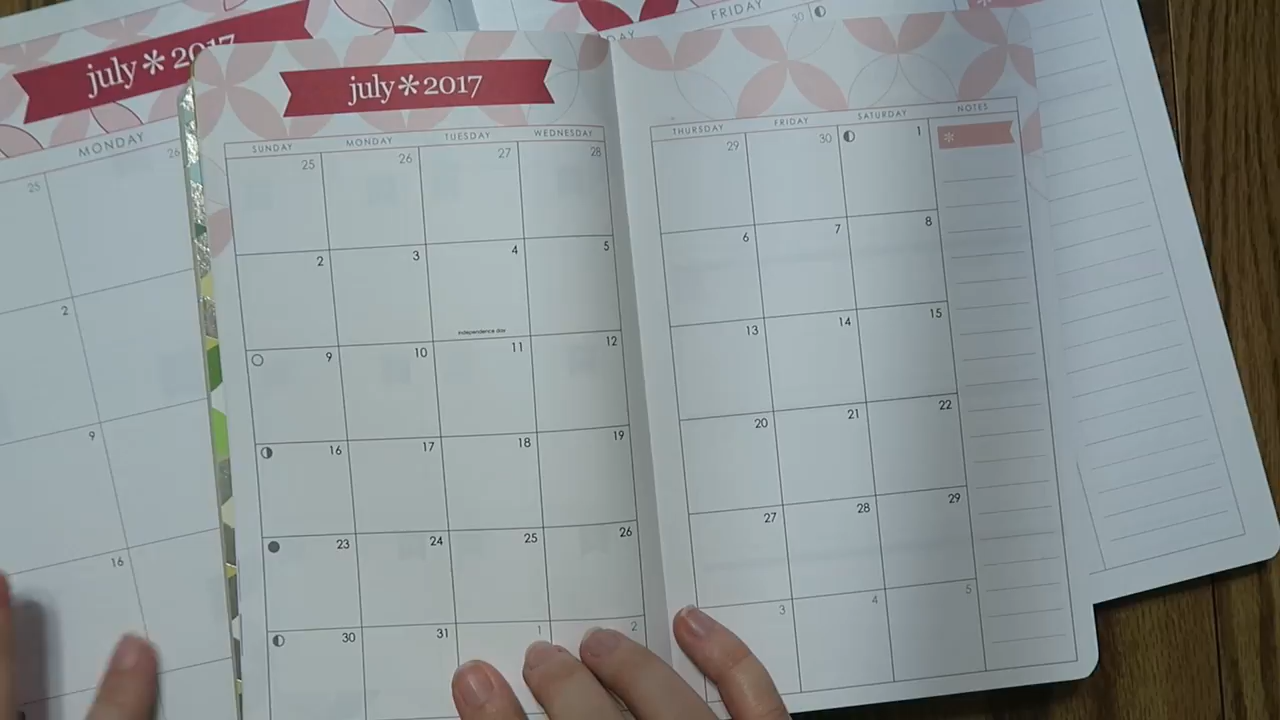 FRIDAY
30
july*2017
MONDAY
25
26
2
9
16
july*2017
SUNDAY MONDAY TUESDAY WEDNESDAY THURSDAY FRIDAY SATURDAY NOTES
25 26 27 28 29 30 1
*
2 3 4 5 6 7 8
independence day
9 10 11 12 13 14 15
16 17 18 19 20 21 22
23 24 25 26 27 28 29
30 31 1 2 3 4 5